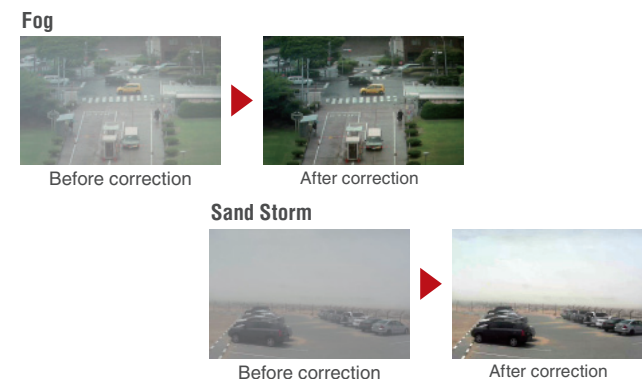 Fog
Before correction
After correction
Sand Storm
Before correction
After correction